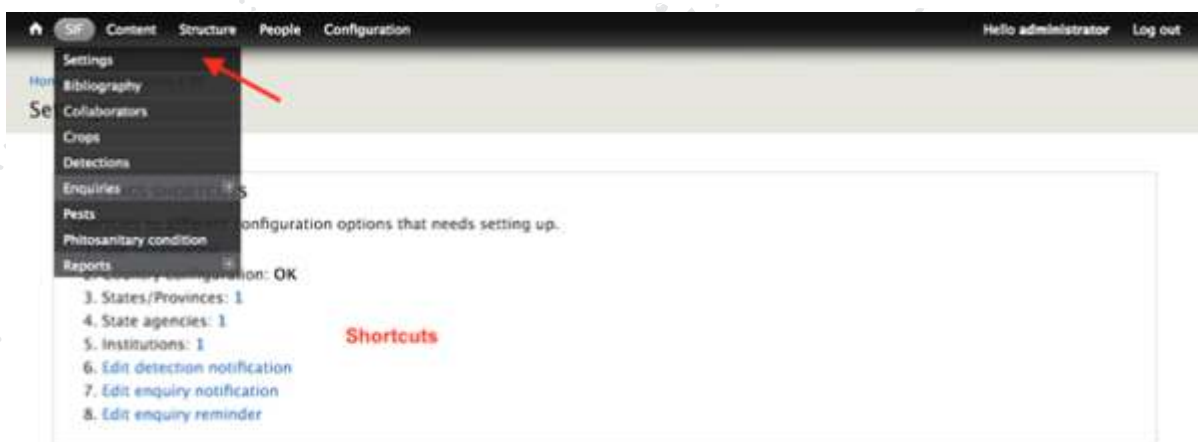 SIF Content Structure People Configuration Hello administrator Log out
Settings
Bibliography
Collaborators
Crops
Detections
Enquiries
Pests
configuration options that needs setting up.
Phitosanitary condition
Reports
OK
3. States/Provinces: 1
4. State agencies: 1
Shortcuts
5. Institutions: 1
6. Edit detection notification
7. Edit enquiry notification
8. Edit enquiry reminder